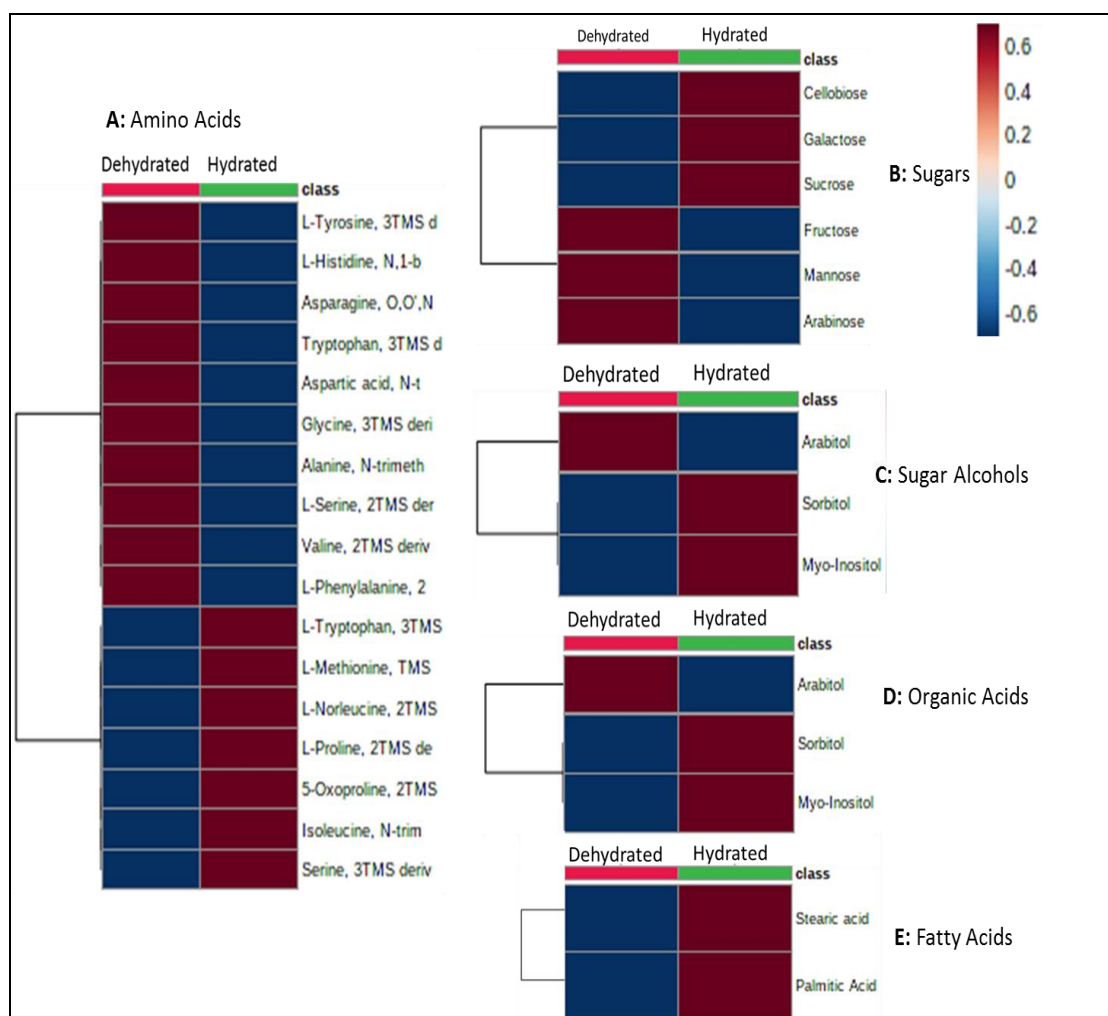 A: Amino Acids
Dehydrated Hydrated
class
L-Tyrosine, 3TMS d
L-Histidine, N,1-b
Asparagine, O,O',N
Tryptophan, 3TMS d
Aspartic acid, N-t
Glycine, 3TMS deri
Alanine, N-trimeth
L-Serine, 2TMS der
Valine, 2TMS deriv
L-Phenylalanine, 2
L-Tryptophan, 3TMS
L-Methionine, TMS
L-Norleucine, 2TMS
L-Proline, 2TMS de
5-Oxoproline, 2TMS
Isoleucine, N-trim
Serine, 3TMS deriv
Dehydrated Hydrated
class
Cellobiose
Galactose
Sucrose
Fructose
Mannose
Arabinose
B: Sugars
0.6
0.4
0.2
0
-0.2
-0.4
-0.6
Dehydrated Hydrated
class
Arabitol
Sorbitol
Myo-Inositol
C: Sugar Alcohols
Dehydrated Hydrated
class
Arabitol
Sorbitol
Myo-Inositol
D: Organic Acids
Dehydrated Hydrated
class
Stearic acid
Palmitic Acid
E: Fatty Acids